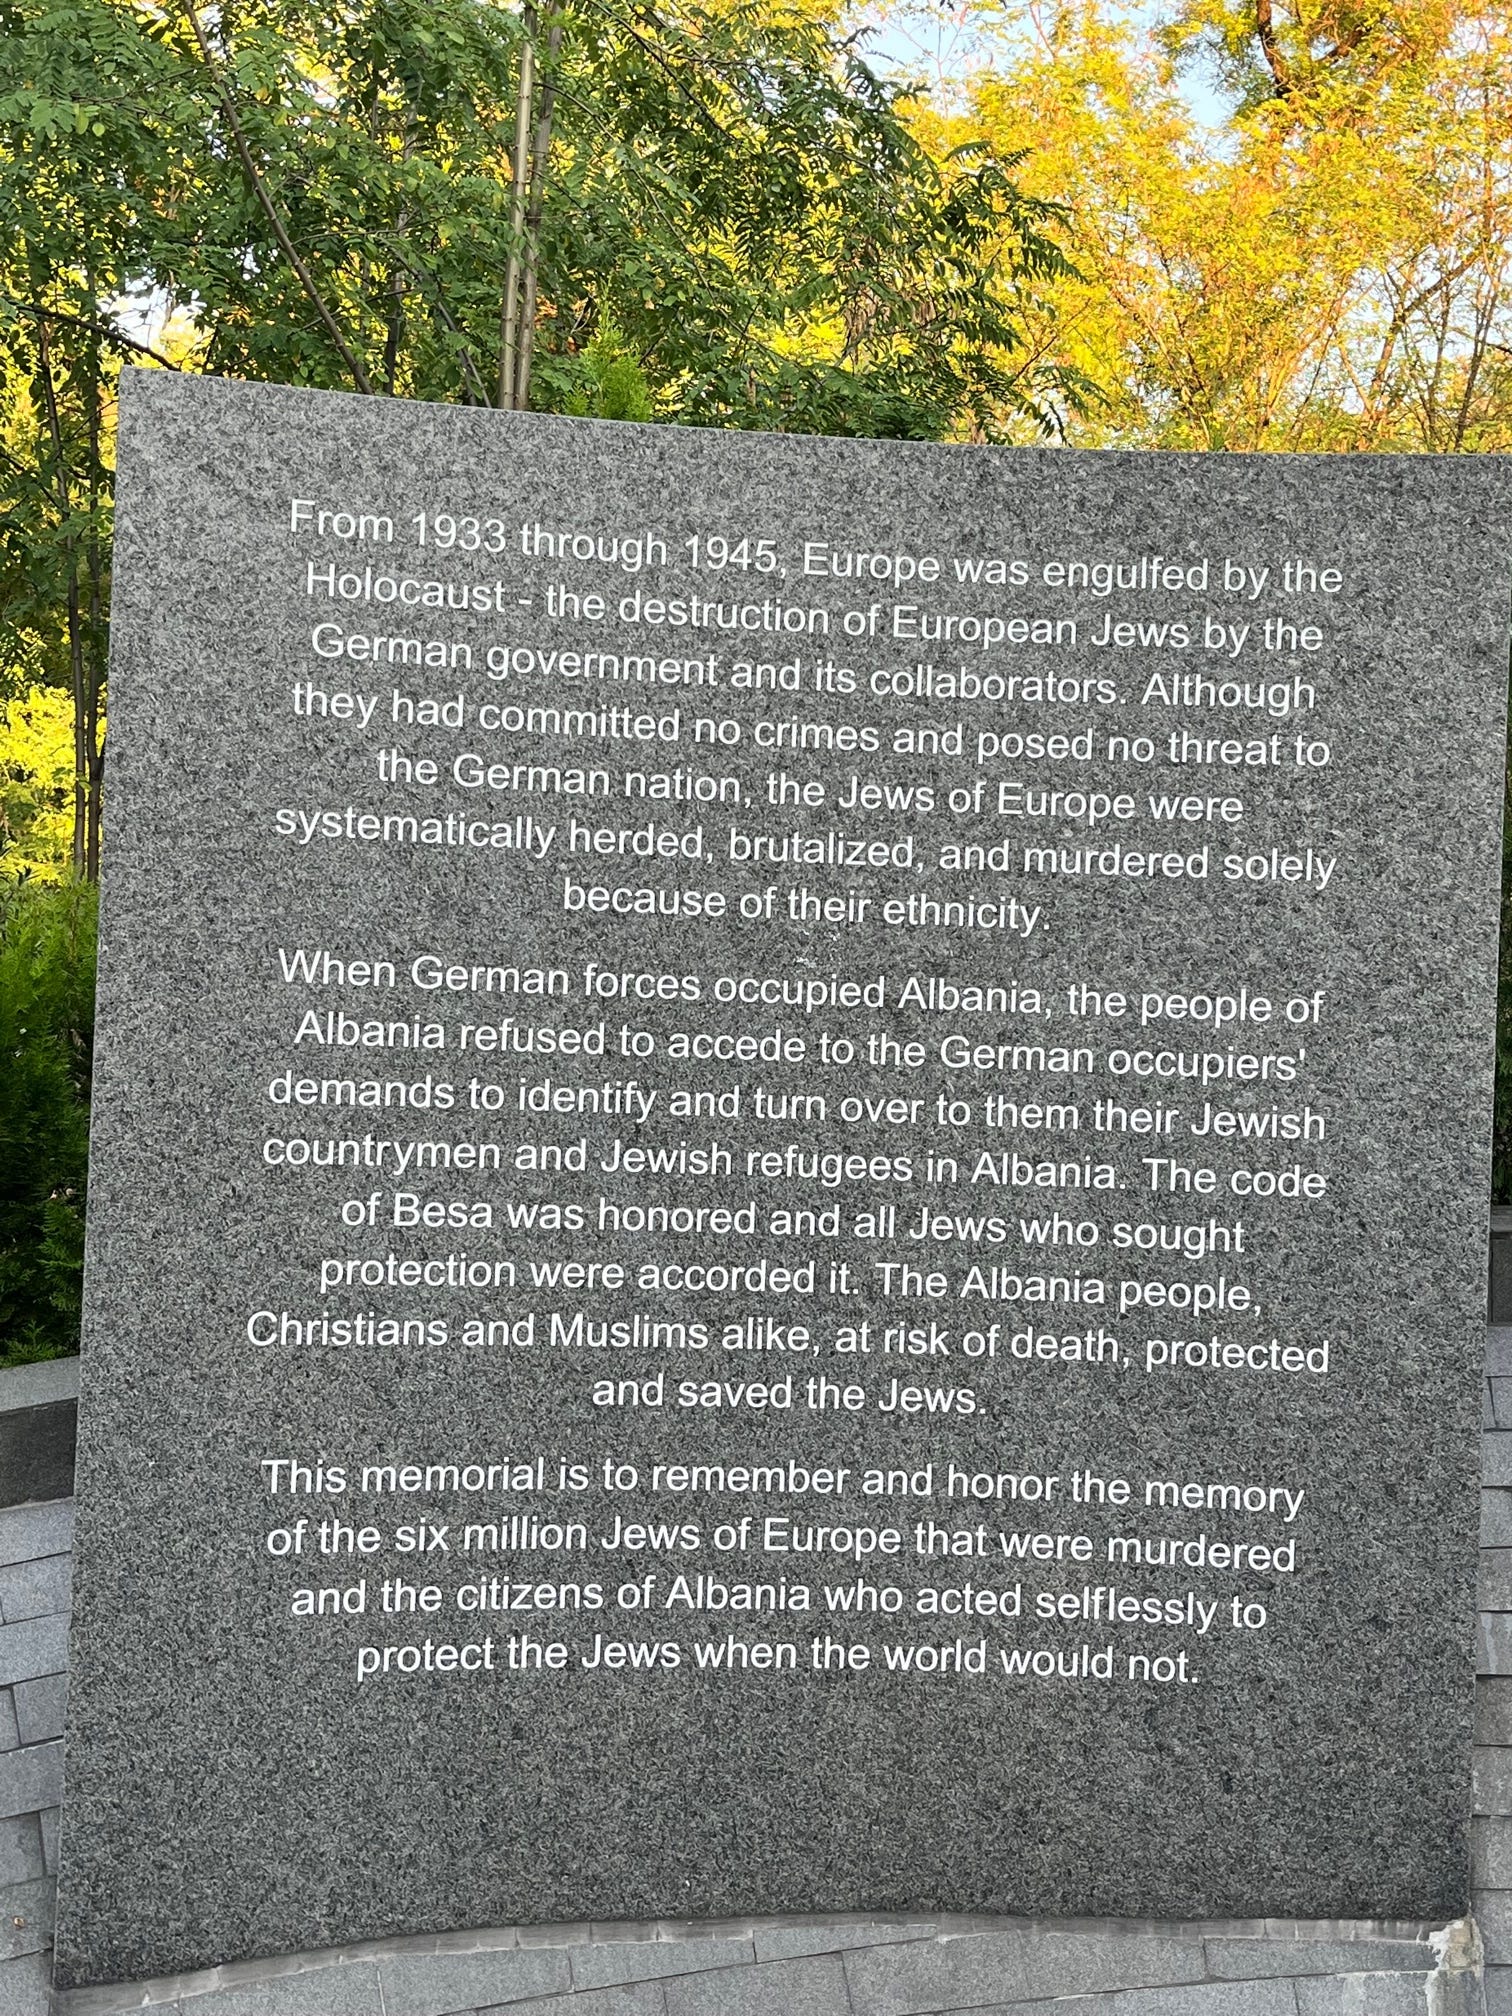 From 1933 through 1945, Europe was engulfed by the
Holocaust - the destruction of European Jews by the
German government and its collaborators. Although
they had committed no crimes and posed no threat to
the German nation, the Jews of Europe were
systematically herded, brutalized, and murdered solely
because of their ethnicity.
When German forces occupied Albania, the people of
Albania refused to accede to the German occupiers'
demands to identify and turn over to them their Jewish
countrymen and Jewish refugees in Albania. The code
of Besa was honored and all Jews who sought
protection were accorded it. The Albania people,
Christians and Muslims alike, at risk of death, protected
and saved the Jews.
This memorial is to remember and honor the memory
of the six million Jews of Europe that were murdered
and the citizens of Albania who acted selflessly to
protect the Jews when the world would not.